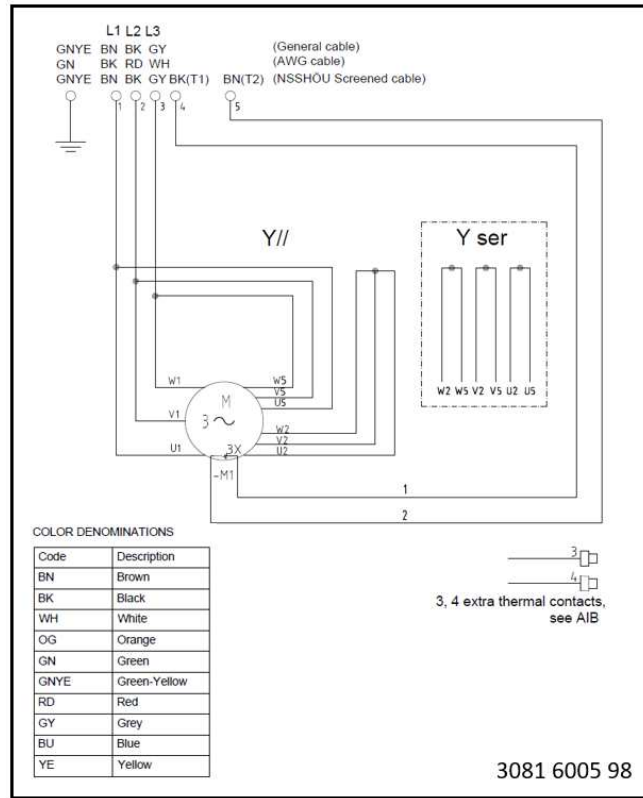 L1 L2 L3
GNYE BN BK GY (General cable)
GN BK RD WH (AWG cable)
GNYE BN BK GY BK(T1) BN(T2) (NSSHÖU Screened cable)
1 2 3 4 5
Y// Y ser
W2 W5 V2 V5 U2 U5
W1 W5
V5
M U5
V1 3
W2
V2
U1 3X U2
-M1
1
2
COLOR DENOMINATIONS
Code Description
BN Brown
BK Black
WH White
OG Orange
GN Green
GNYE Green-Yellow
RD Red
GY Grey
BU Blue
YE Yellow
3
4
3, 4 extra thermal contacts,
see AIB
3081 6005 98